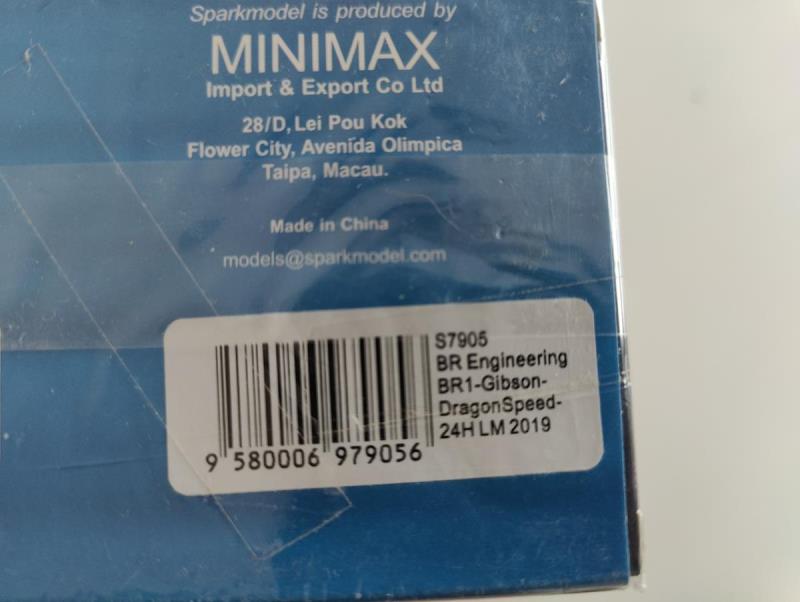 Sparkmodel is produced by
MINIMAX
Import & Export Co Ltd
28/D, Lei Pou Kok
Flower City, Avenida Olimpica
Taipa, Macau.
Made in China
models@sparkmodel.com
S7905
BR Engineering
BR1-Gibson-
DragonSpeed-
24H LM 2019
9 580006 979056